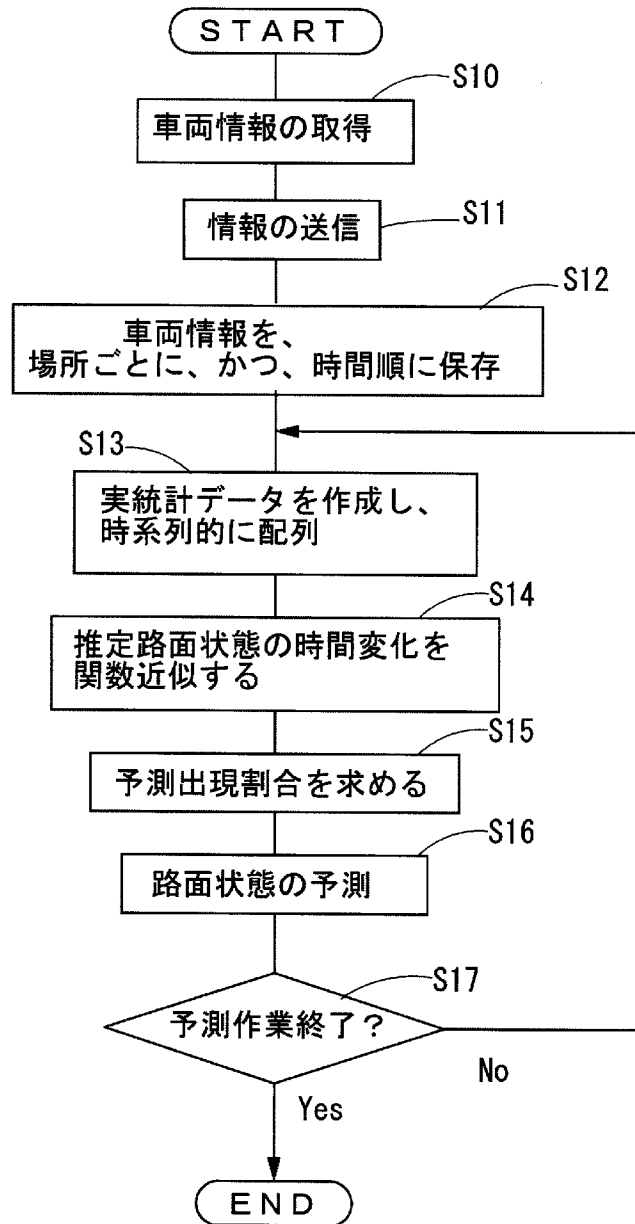 START
S10
車両情報の取得
S11
情報の送信
S12
車両情報を、
場所ごとに、かつ、時間順に保存
S13
実統計データを作成し、
時系列的に配列
S14
推定路面状態の時間変化を
関数近似する
S15
予測出現割合を求める
S16
路面状態の予測
S17
予測作業終了？
No
Yes
END